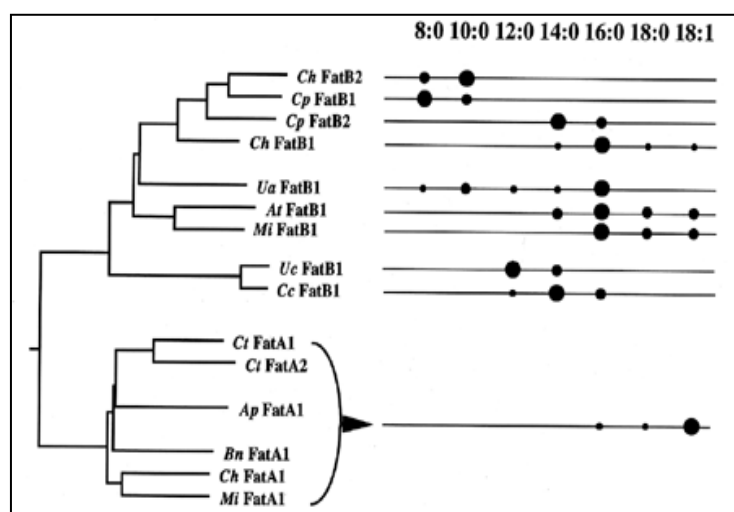 8:0 10:0 12:0 14:0 16:0 18:0 18:1
Ch FatB2
Cp FatB1
Cp FatB2
Ch FatB1
Ua FatB1
At FatB1
Mi FatB1
Uc FatB1
Cc FatB1
Ct FatA1
Ct FatA2
Ap FatA1
Bn FatA1
Ch FatA1
Mi FatA1